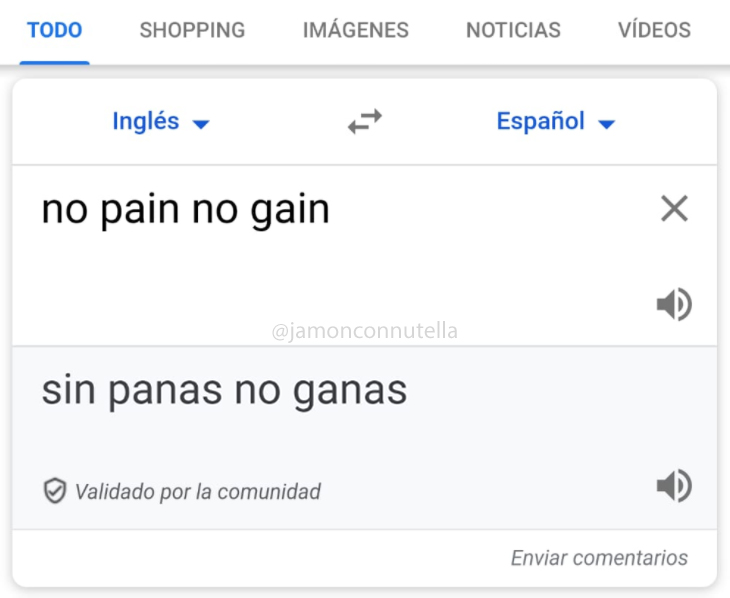 TODO SHOPPING IMÁGENES NOTICIAS VÍDEOS
Inglés Español
no pain no gain
@jamonconnutella
sin panas no ganas
Validado por la comunidad
Enviar comentarios